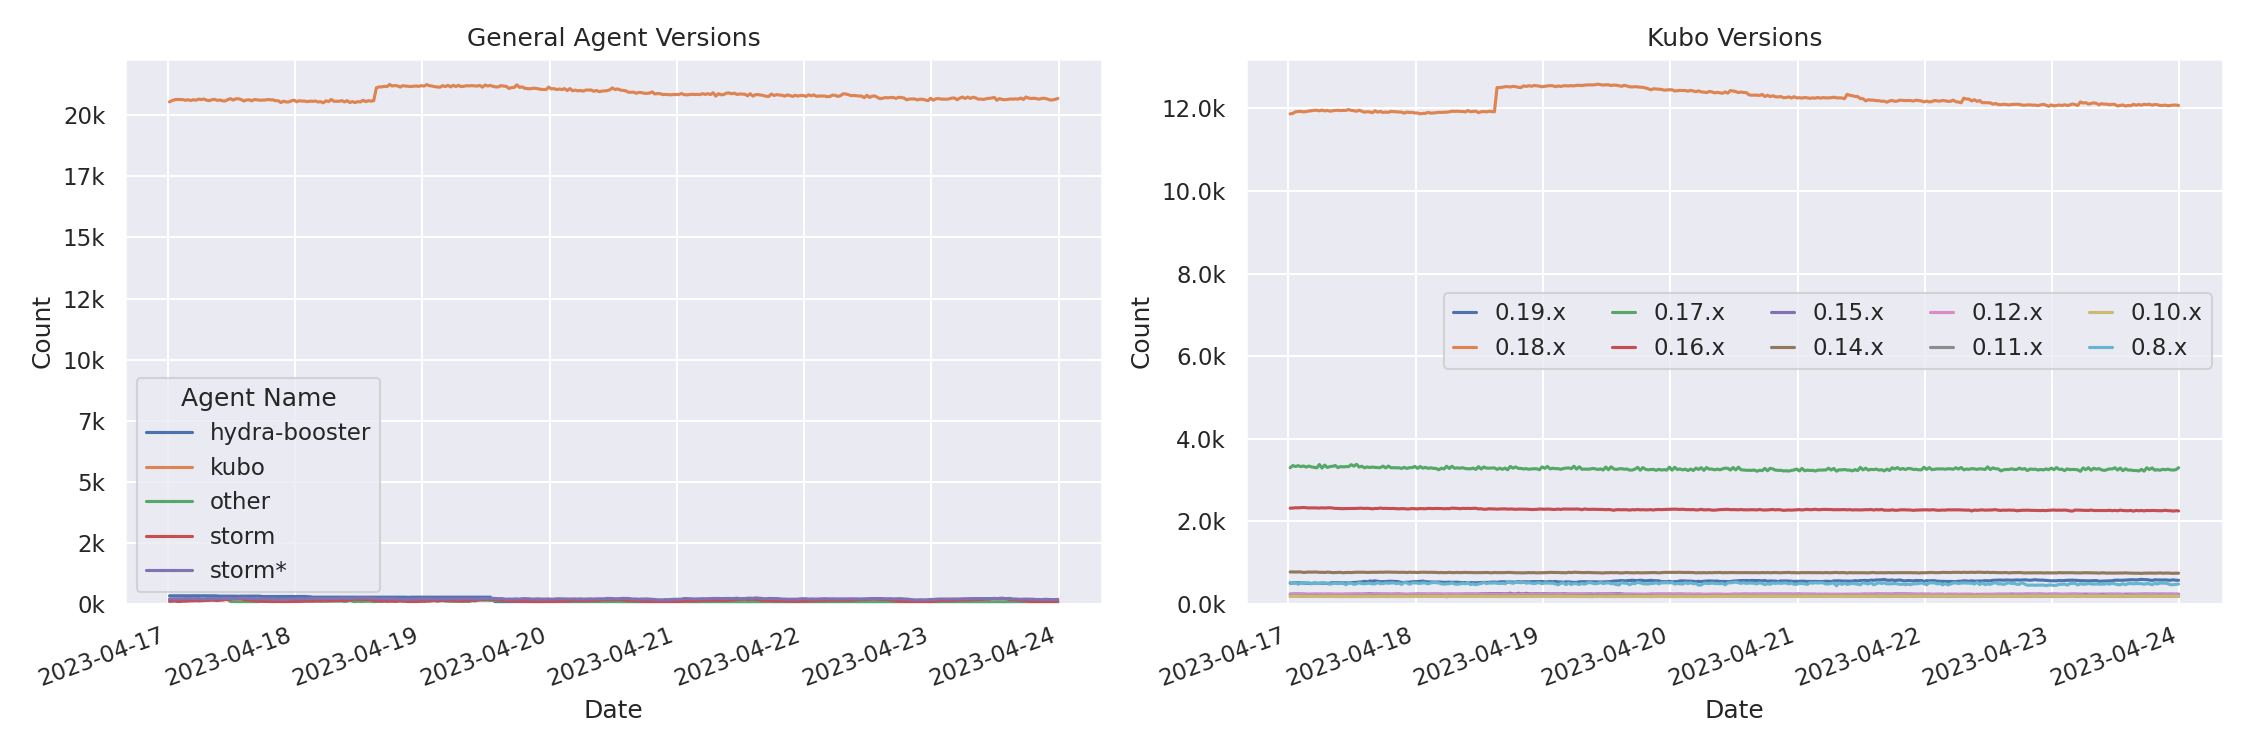 General Agent Versions
20k
17k
15k
12k
10k
7k
5k
2k
0k
Count
Agent Name
hydra-booster
kubo
other
storm
storm*
2023-04-17
2023-04-18
2023-04-19
2023-04-20
2023-04-21
2023-04-22
2023-04-23
2023-04-24
Date
Kubo Versions
12.0k
10.0k
8.0k
6.0k
4.0k
2.0k
0.0k
Count
0.19.x 0.17.x 0.15.x 0.12.x 0.10.x
0.18.x 0.16.x 0.14.x 0.11.x 0.8.x
2023-04-17
2023-04-18
2023-04-19
2023-04-20
2023-04-21
2023-04-22
2023-04-23
2023-04-24
Date